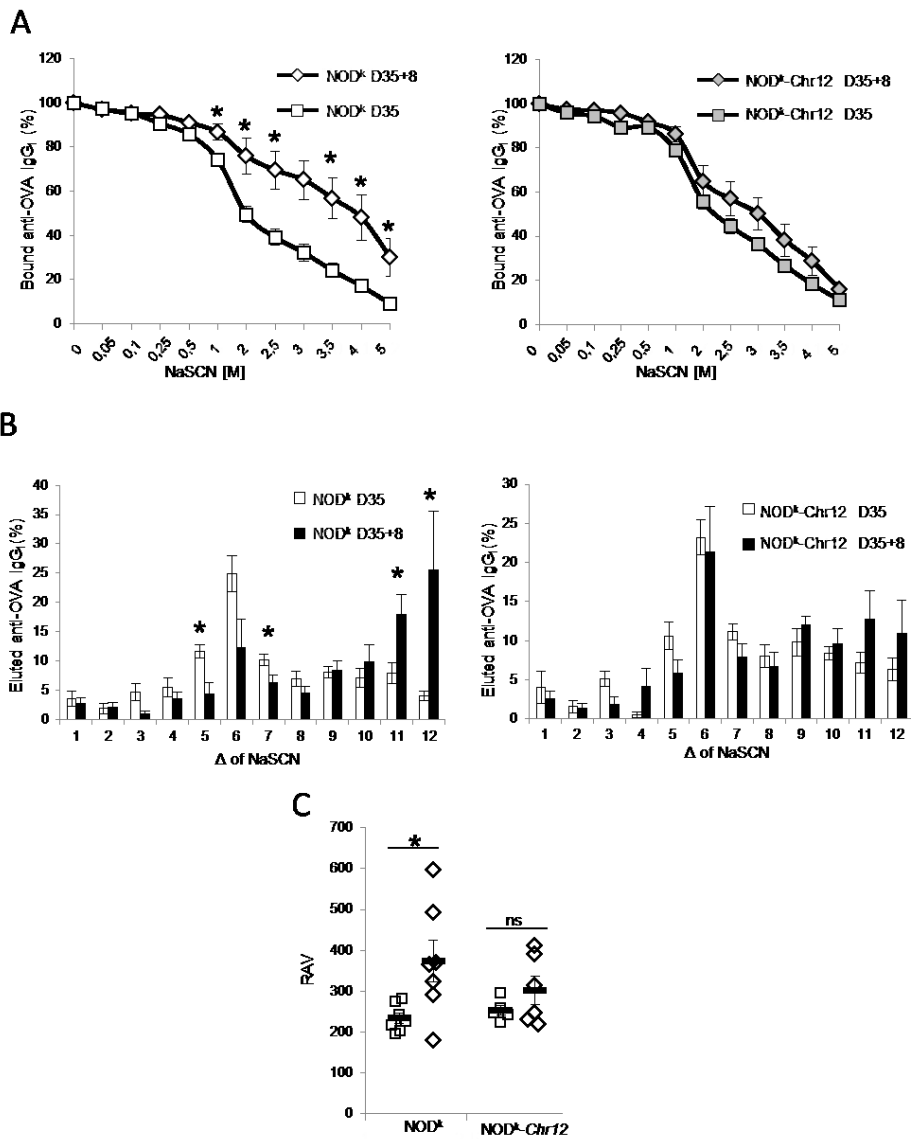 A
120
100
80
60
40
20
0
Bound anti-OVA IgG₁ (%)
NODᵏ D35+8
NODᵏ D35
* * * * * *
0 0,05 0,1 0,25 0,5 1 2 2,5 3 3,5 4 5
NaSCN [M]
120
100
80
60
40
20
0
Bound anti-OVA IgG₁ (%)
NODᵏ-Chr12 D35+8
NODᵏ-Chr12 D35
0 0,05 0,1 0,25 0,5 1 2 2,5 3 3,5 4 5
NaSCN [M]
B
40
35
30
25
20
15
10
5
0
Eluted anti-OVA IgG₁(%)
NODᵏ D35
NODᵏ D35+8
* * * *
1 2 3 4 5 6 7 8 9 10 11 12
Δ of NaSCN
30
25
20
15
10
5
0
Eluted anti-OVA IgG₁(%)
NODᵏ-Chr12 D35
NODᵏ-Chr12 D35+8
1 2 3 4 5 6 7 8 9 10 11 12
Δ of NaSCN
C
700
600
500
400
300
200
100
0
RAV
*
ns
NODᵏ NODᵏ-Chr12